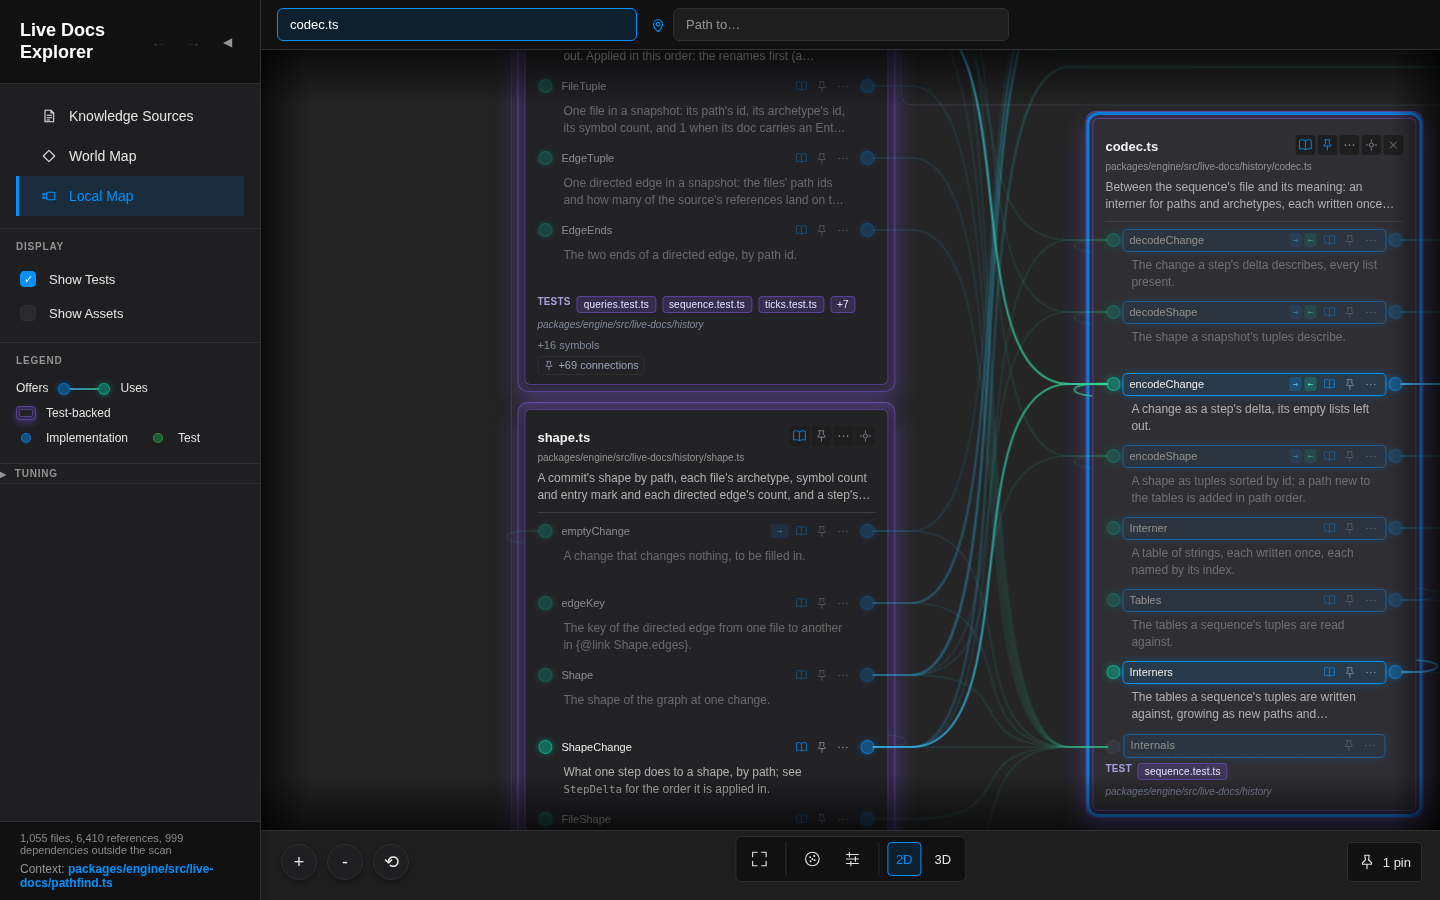 Live Docs
Explorer
← → ◀
Knowledge Sources
World Map
Local Map
DISPLAY
✓ Show Tests
Show Assets
LEGEND
Offers Uses
Test-backed
Implementation Test
▶ TUNING
1,055 files, 6,410 references, 999
dependencies outside the scan
Context: packages/engine/src/live-
docs/pathfind.ts
codec.ts
Path to…
out. Applied in this order: the renames first (a…
FileTuple
One file in a snapshot: its path's id, its archetype's id,
its symbol count, and 1 when its doc carries an Ent…
EdgeTuple
One directed edge in a snapshot: the files' path ids
and how many of the source's references land on t…
EdgeEnds
The two ends of a directed edge, by path id.
TESTS queries.test.ts sequence.test.ts ticks.test.ts +7
packages/engine/src/live-docs/history
+16 symbols
+69 connections
shape.ts
packages/engine/src/live-docs/history/shape.ts
A commit's shape by path, each file's archetype, symbol count
and entry mark and each directed edge's count, and a step's…
emptyChange
A change that changes nothing, to be filled in.
edgeKey
The key of the directed edge from one file to another
in {@link Shape.edges}.
Shape
The shape of the graph at one change.
ShapeChange
What one step does to a shape, by path; see
StepDelta for the order it is applied in.
FileShape
codec.ts
packages/engine/src/live-docs/history/codec.ts
Between the sequence's file and its meaning: an
interner for paths and archetypes, each written once…
decodeChange
The change a step's delta describes, every list
present.
decodeShape
The shape a snapshot's tuples describe.
encodeChange
A change as a step's delta, its empty lists left
out.
encodeShape
A shape as tuples sorted by id; a path new to
the tables is added in path order.
Interner
A table of strings, each written once, each
named by its index.
Tables
The tables a sequence's tuples are read
against.
Interners
The tables a sequence's tuples are written
against, growing as new paths and…
Internals
TEST sequence.test.ts
packages/engine/src/live-docs/history
+ - ⟲
2D 3D
1 pin